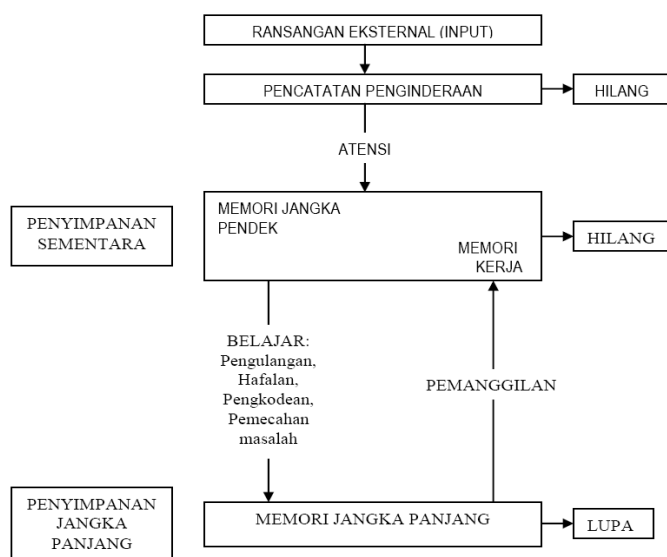 RANSANGAN EKSTERNAL (INPUT)
PENCATATAN PENGINDERAAN
HILANG
ATENSI
PENYIMPANAN
SEMENTARA
MEMORI JANGKA
PENDEK
MEMORI
KERJA
HILANG
BELAJAR:
Pengulangan,
Hafalan,
Pengkodean,
Pemecahan
masalah
PEMANGGILAN
PENYIMPANAN
JANGKA
PANJANG
MEMORI JANGKA PANJANG
LUPA